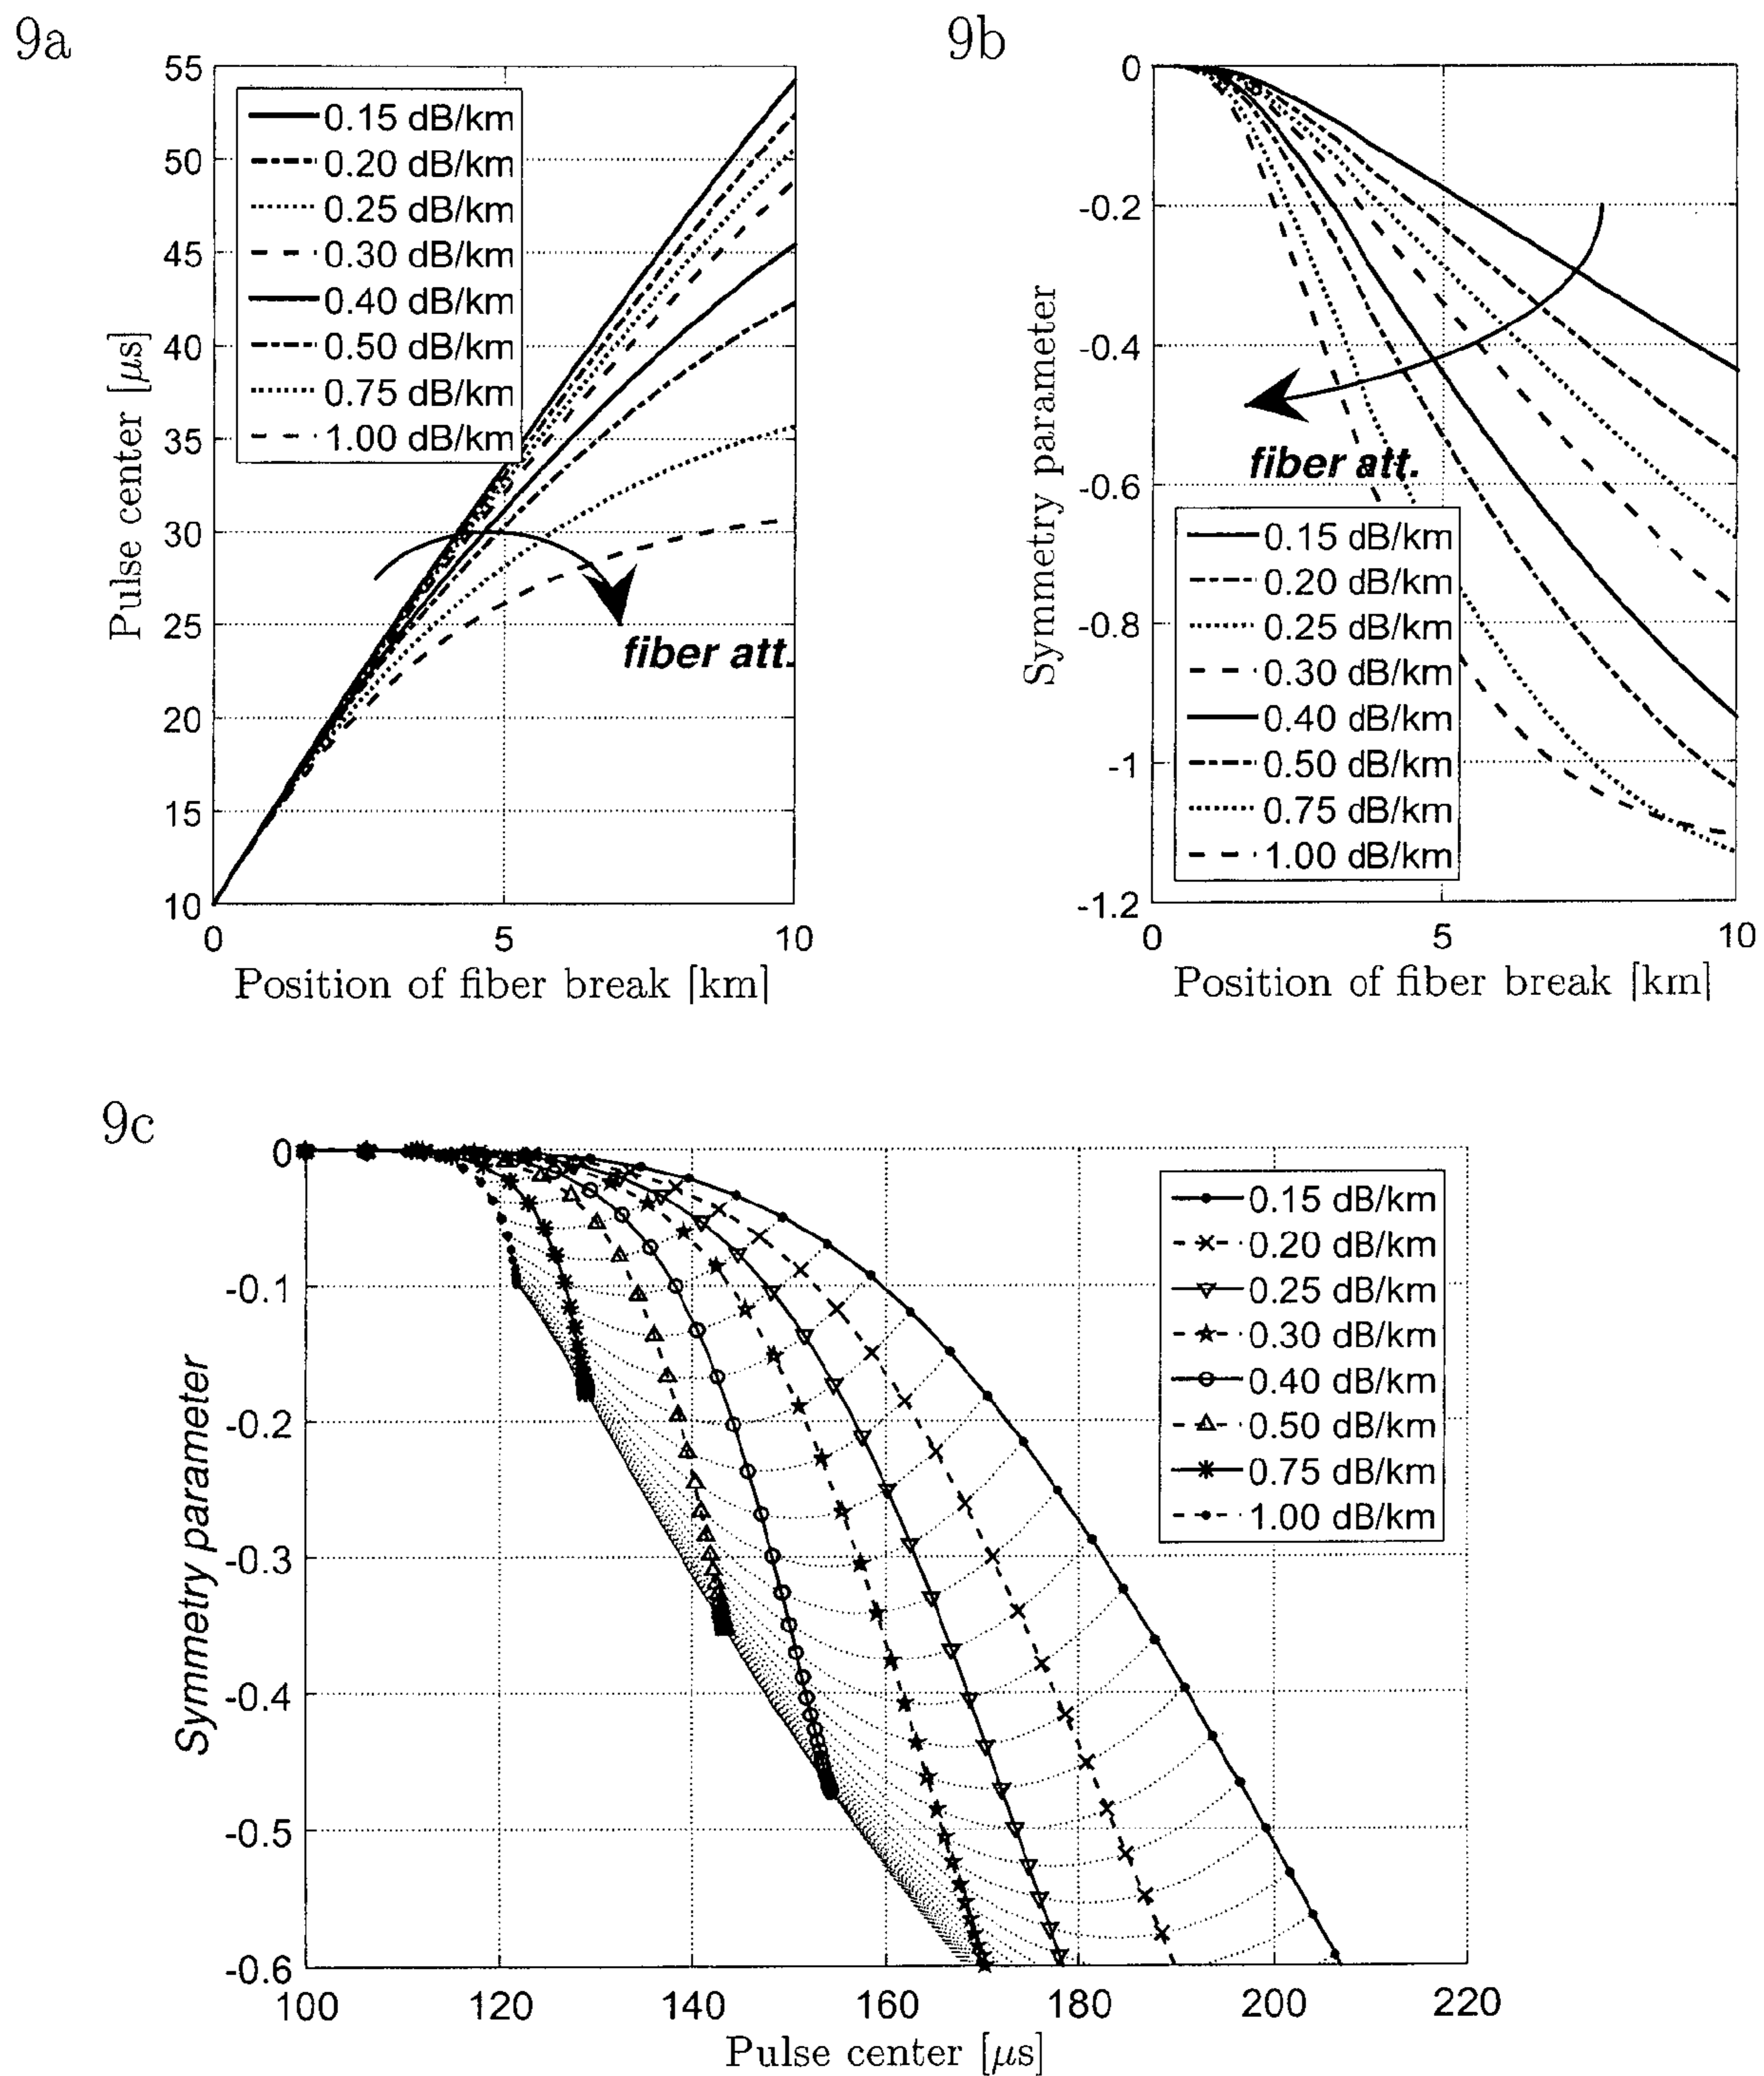 9a
55
50
45
40
35
30
25
20
15
10
0
5
10
Pulse center [μs]
Position of fiber break [km]
0.15 dB/km
0.20 dB/km
0.25 dB/km
0.30 dB/km
0.40 dB/km
0.50 dB/km
0.75 dB/km
1.00 dB/km
fiber att.
9b
0
-0.2
-0.4
-0.6
-0.8
-1
-1.2
0
5
10
Symmetry parameter
Position of fiber break [km]
fiber att.
0.15 dB/km
0.20 dB/km
0.25 dB/km
0.30 dB/km
0.40 dB/km
0.50 dB/km
0.75 dB/km
1.00 dB/km
9c
0
-0.1
-0.2
-0.3
-0.4
-0.5
-0.6
100
120
140
160
180
200
220
Symmetry parameter
Pulse center [μs]
0.15 dB/km
0.20 dB/km
0.25 dB/km
0.30 dB/km
0.40 dB/km
0.50 dB/km
0.75 dB/km
1.00 dB/km